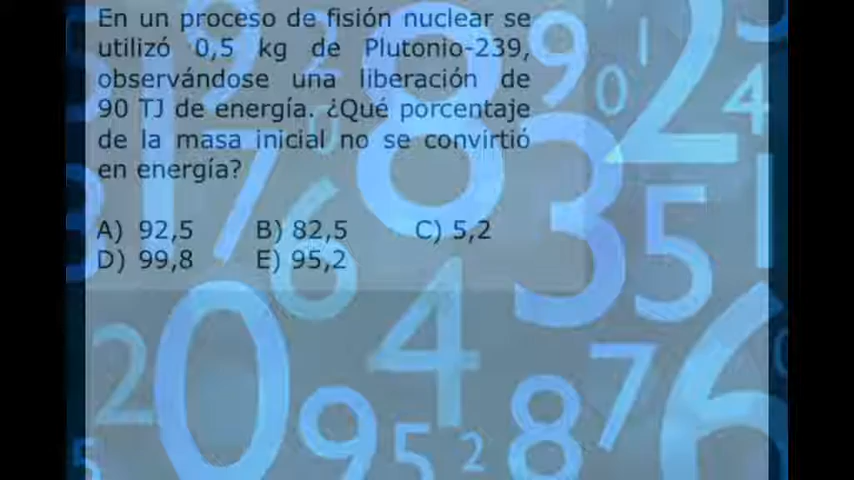 En un proceso de fisión nuclear se
utilizó 0,5 kg de Plutonio-239,
observándose una liberación de
90 TJ de energía. ¿Qué porcentaje
de la masa inicial no se convirtió
en energía?
A) 92,5 B) 82,5 C) 5,2
D) 99,8 E) 95,2